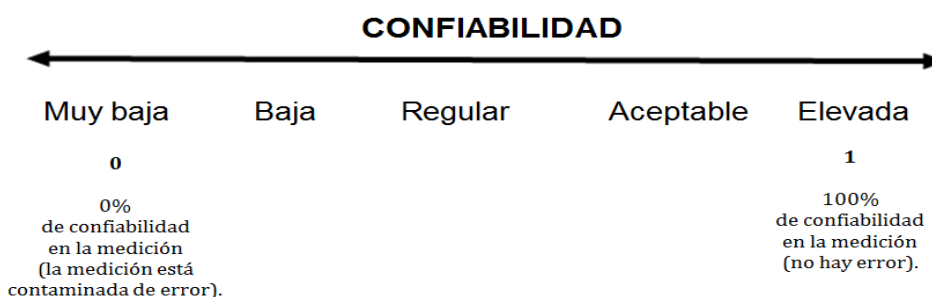 CONFIABILIDAD
Muy baja Baja Regular Aceptable Elevada
0
0%
de confiabilidad
en la medición
(la medición está
contaminada de error).
1
100%
de confiabilidad
en la medición
(no hay error).